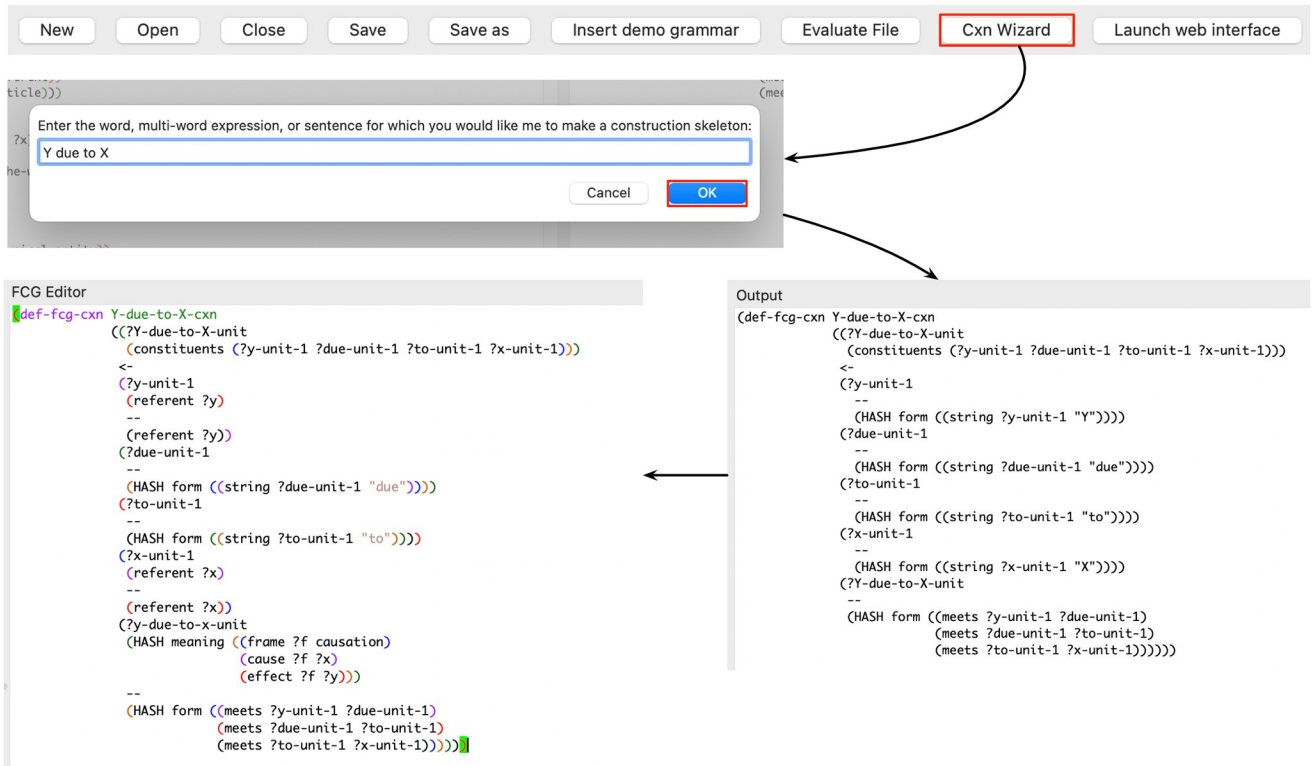 New Open Close Save Save as Insert demo grammar Evaluate File Cxn Wizard Launch web interface
ticle)))
(mee
Enter the word, multi-word expression, or sentence for which you would like me to make a construction skeleton:
?x
Y due to X
he-w
Cancel OK
FCG Editor
(def-fcg-cxn Y-due-to-X-cxn
((?Y-due-to-X-unit
(constituents (?y-unit-1 ?due-unit-1 ?to-unit-1 ?x-unit-1)))
<-
(?y-unit-1
(referent ?y)
--
(referent ?y))
(?due-unit-1
--
(HASH form ((string ?due-unit-1 "due"))))
(?to-unit-1
--
(HASH form ((string ?to-unit-1 "to"))))
(?x-unit-1
(referent ?x)
--
(referent ?x))
(?y-due-to-x-unit
(HASH meaning ((frame ?f causation)
(cause ?f ?x)
(effect ?f ?y)))
--
(HASH form ((meets ?y-unit-1 ?due-unit-1)
(meets ?due-unit-1 ?to-unit-1)
(meets ?to-unit-1 ?x-unit-1))))))
Output
(def-fcg-cxn Y-due-to-X-cxn
((?Y-due-to-X-unit
(constituents (?y-unit-1 ?due-unit-1 ?to-unit-1 ?x-unit-1)))
<-
(?y-unit-1
--
(HASH form ((string ?y-unit-1 "Y"))))
(?due-unit-1
--
(HASH form ((string ?due-unit-1 "due"))))
(?to-unit-1
--
(HASH form ((string ?to-unit-1 "to"))))
(?x-unit-1
--
(HASH form ((string ?x-unit-1 "X"))))
(?Y-due-to-X-unit
--
(HASH form ((meets ?y-unit-1 ?due-unit-1)
(meets ?due-unit-1 ?to-unit-1)
(meets ?to-unit-1 ?x-unit-1))))))